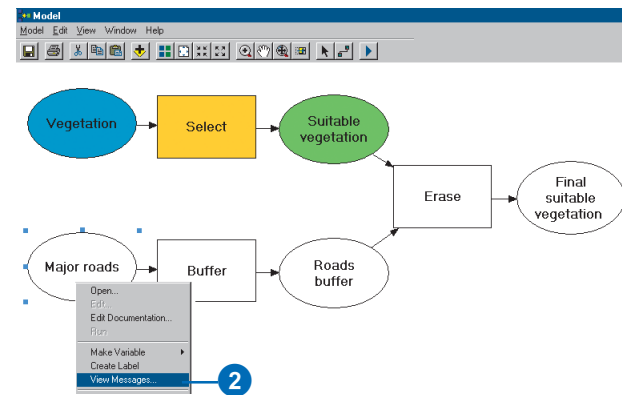 Model
Model Edit View Window Help
Vegetation
Select
Suitable
vegetation
Erase
Final
suitable
vegetation
Major roads
Buffer
Roads
buffer
Open...
Edit...
Edit Documentation...
Run
Make Variable
Create Label
View Messages...
2